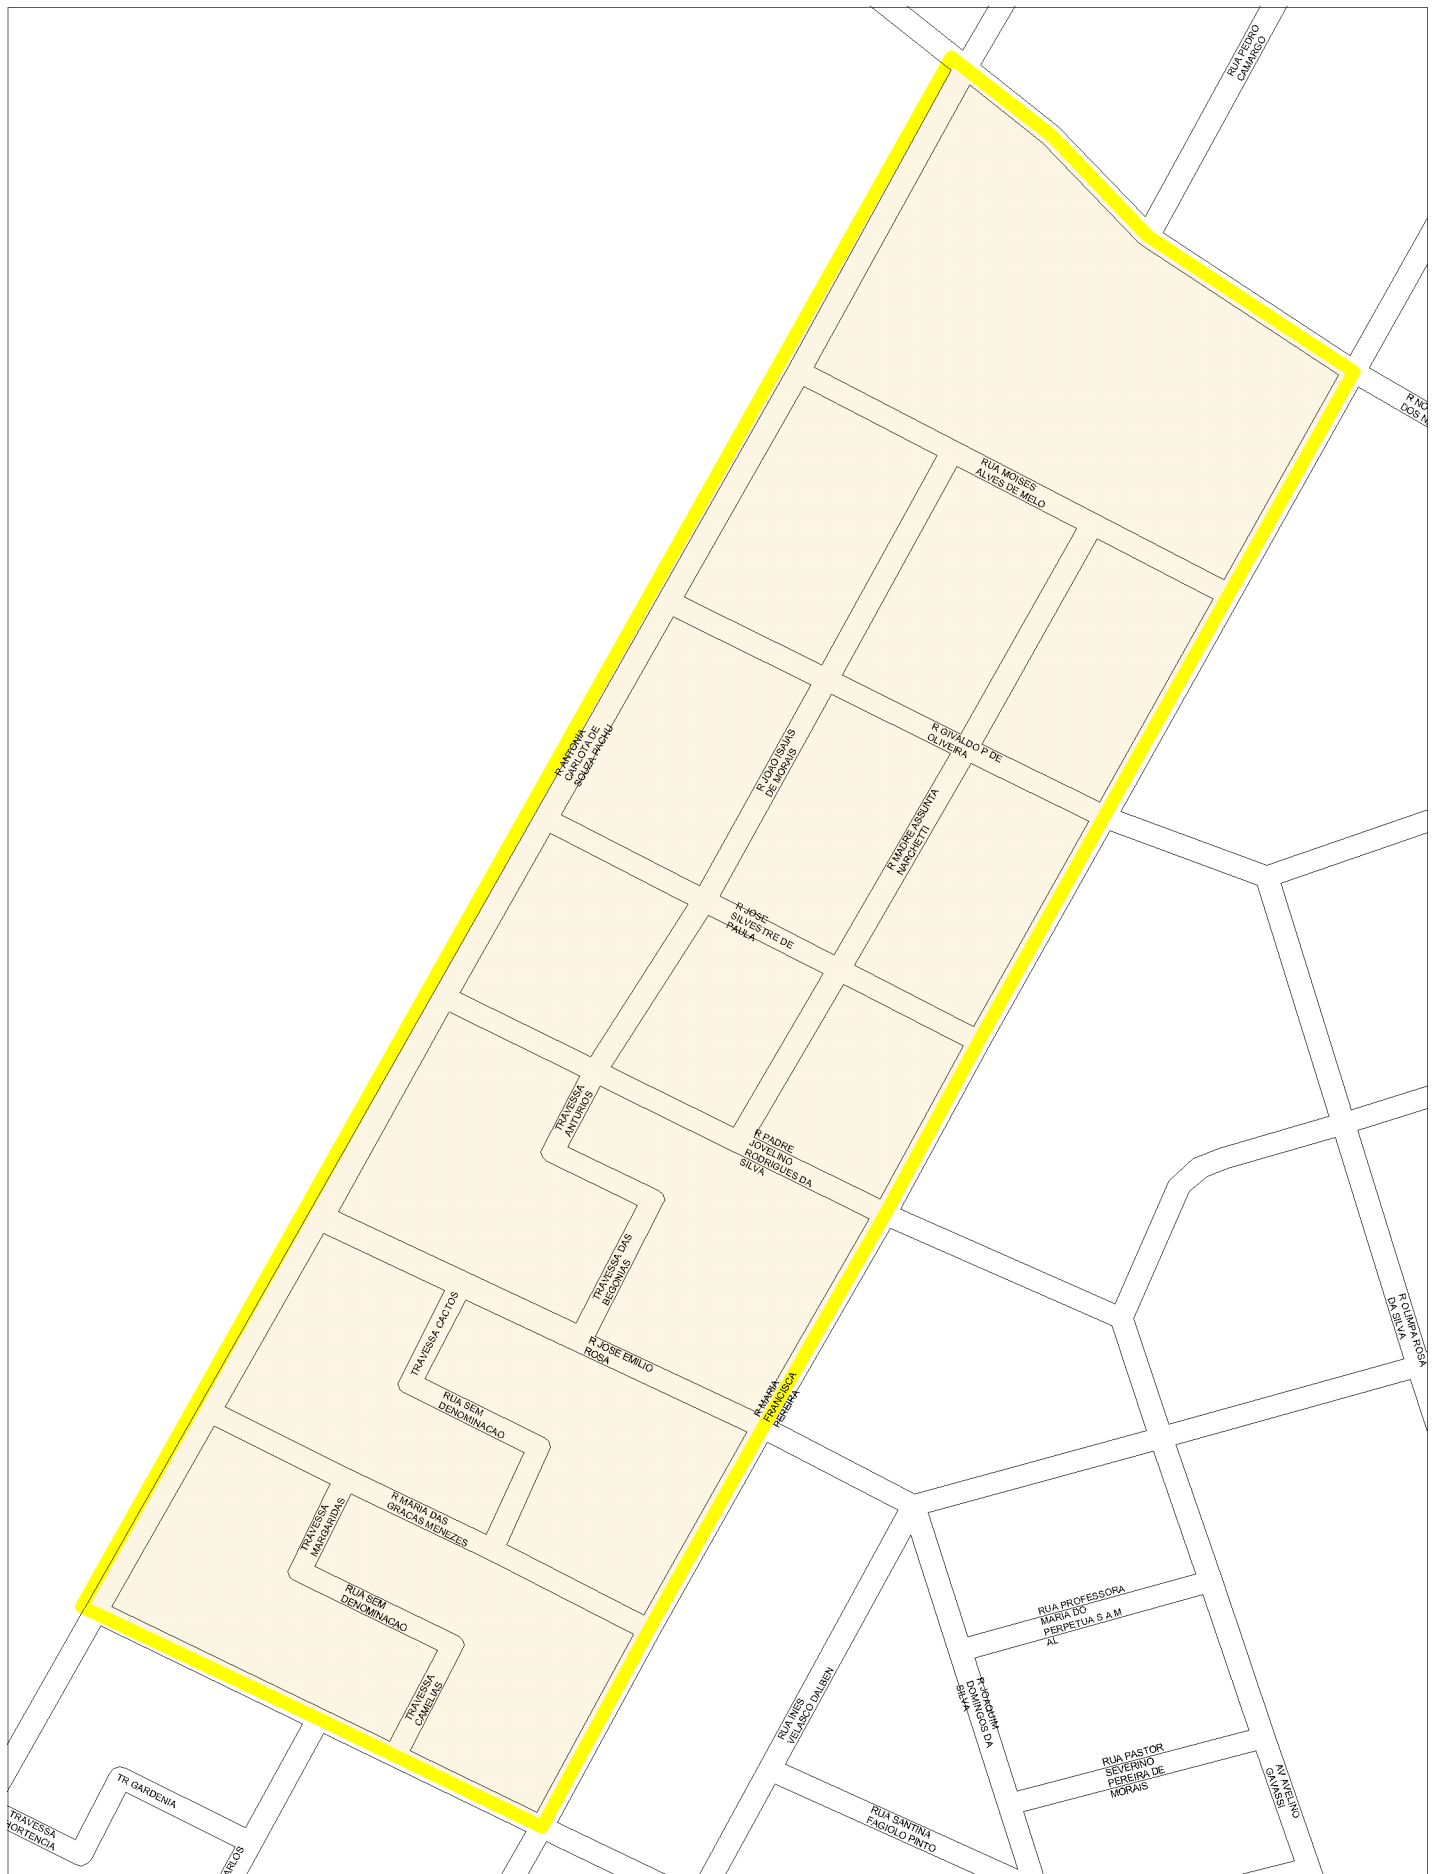 RUA PEDRO
CAMARGO
R NO
DOS N
RUA MOISES
ALVES DE MELO
R ANTONIA
CARLOTA DE
SOUZA PACHU
R JOAO ISAIAS
DE MORAIS
R GIVALDO P DE
OLIVEIRA
R MADRE ASSUNTA
NARCHETTI
R JOSE
SILVESTRE DE
PAULA
TRAVESSA
ANTURIOS
R PADRE
JOVELINO
RODRIGUES DA
SILVA
TRAVESSA DAS
BEGONIAS
TRAVESSA CACTOS
R JOSE EMILIO
ROSA
R OLIMPA ROSA
DA SILVA
R MARIA
FRANCISCA
PEREIRA
RUA SEM
DENOMINACAO
R MARIA DAS
GRACAS MENEZES
TRAVESSA
MARGARIDAS
RUA SEM
DENOMINACAO
RUA PROFESSORA
MARIA DO
PERPETUA S A M
AL
TRAVESSA
CAMELIAS
RUA INES
VELASCO DALBEN
R JOAQUIM
DOMINGOS DA
SILVA
RUA PASTOR
SEVERINO
PEREIRA DE
MORAIS
AV AVELINO
GAVASSI
TR GARDENIA
TRAVESSA
HORTENCIA
RUA SANTINA
FAGIOLO PINTO
ARLOS